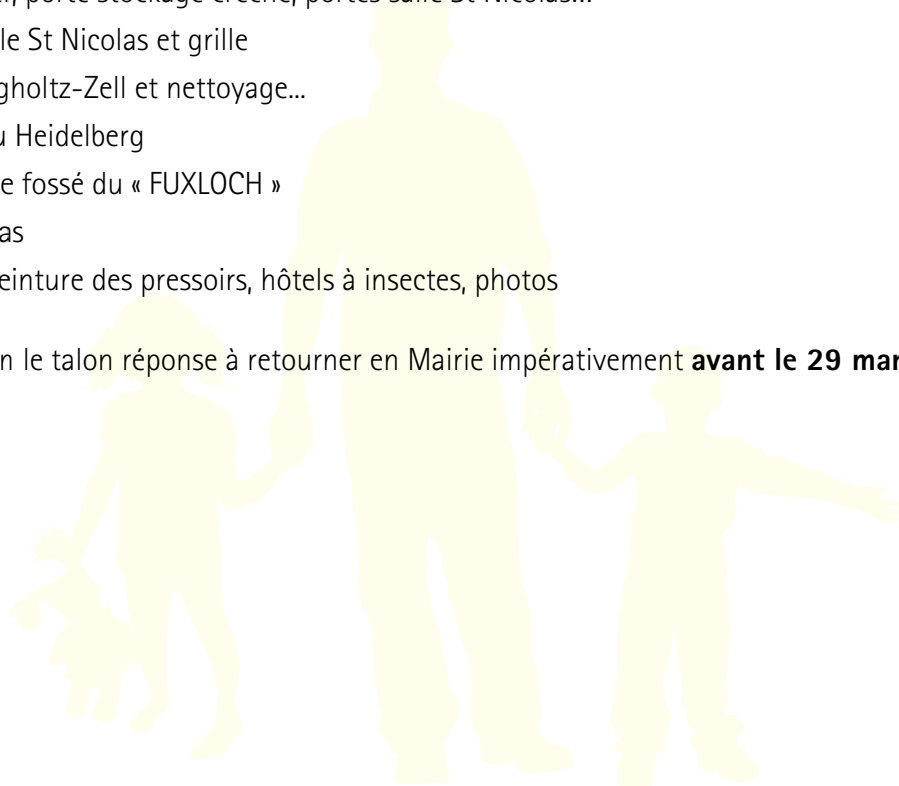 porte stockage crèche, portes salle St Nicolas...
le St Nicolas et grille
gholtz-Zell et nettoyage...
u Heidelberg
e fossé du « FUXLOCH »
as
einture des pressoirs, hôtels à insectes, photos
n le talon réponse à retourner en Mairie impérativement avant le 29 mar